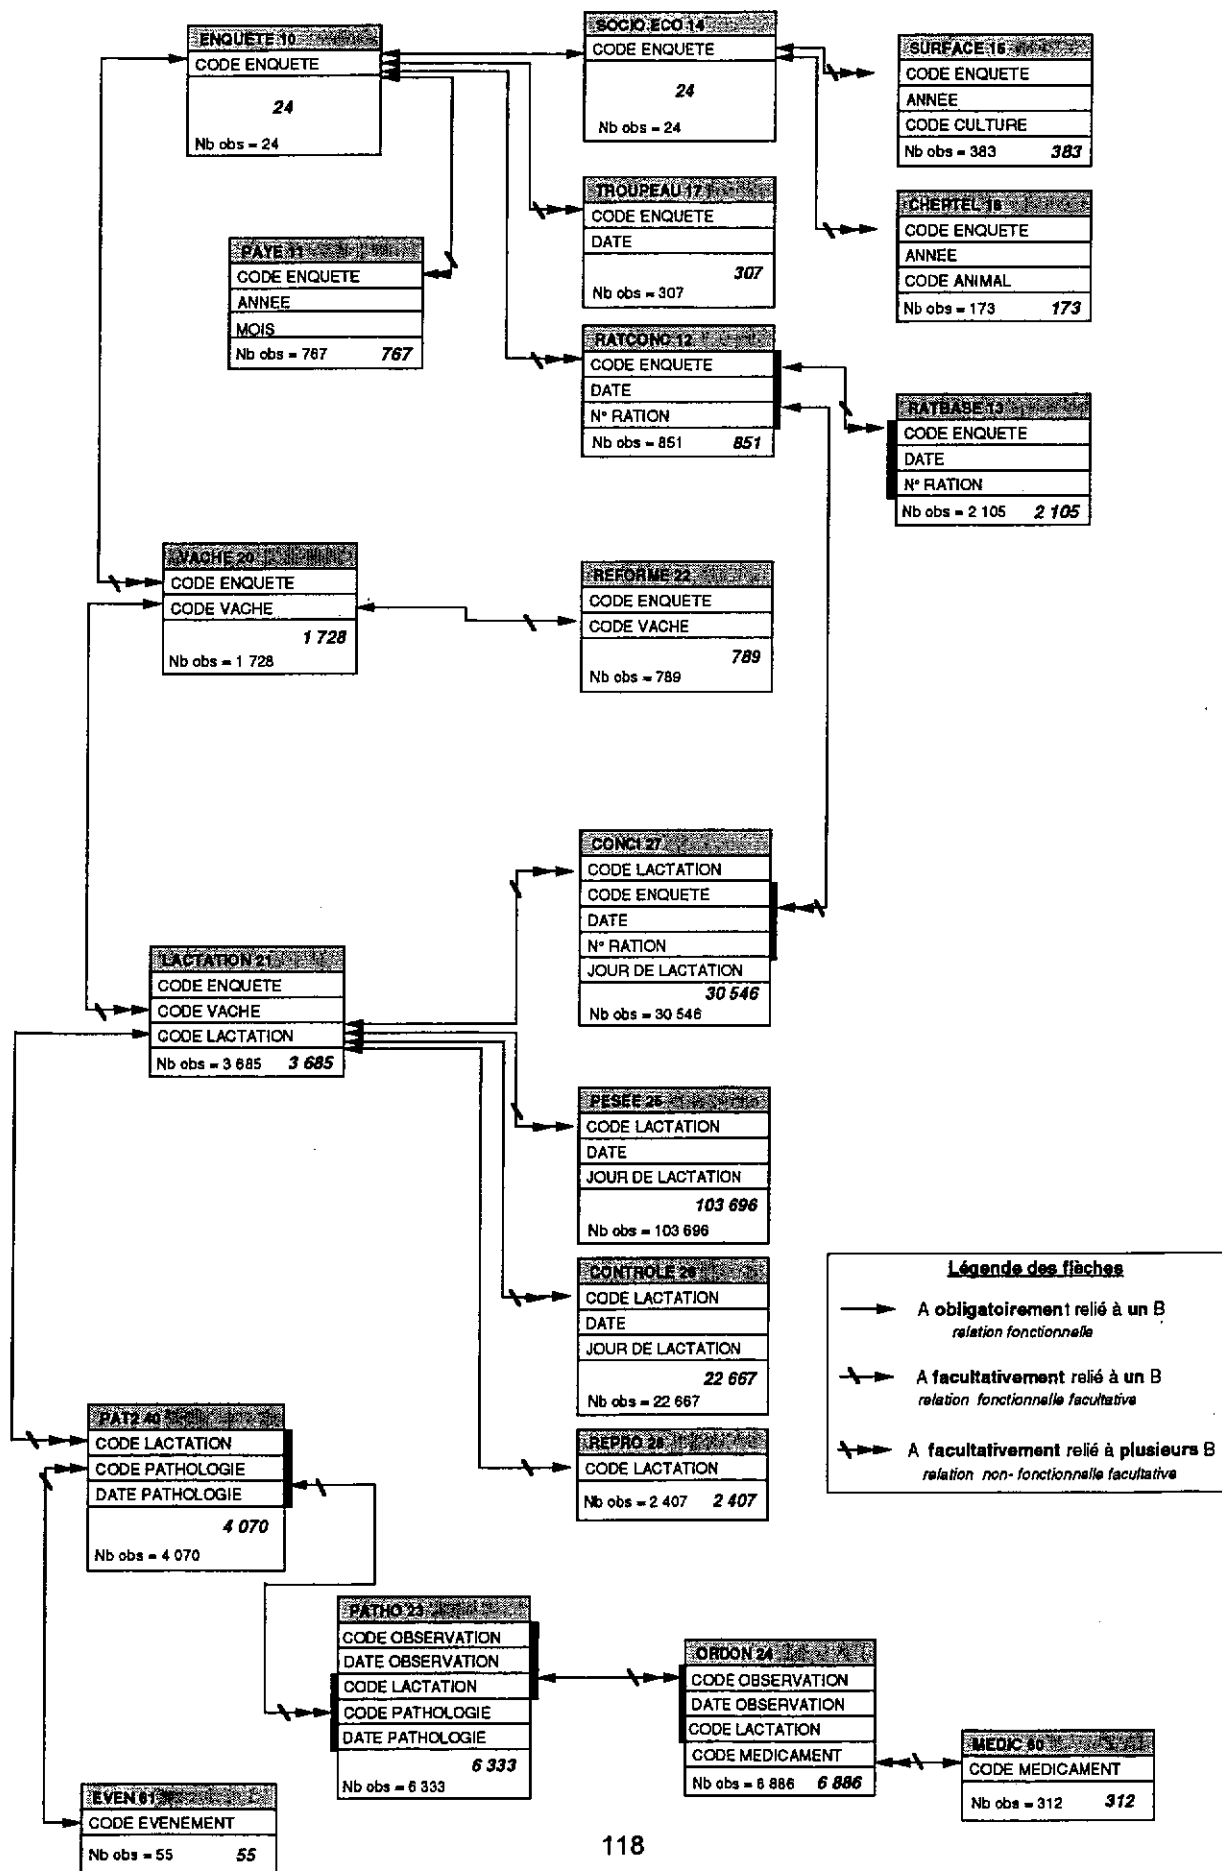 ENQUETE 10
CODE ENQUETE
24
Nb obs = 24
SOCIO.ECO 14
CODE ENQUETE
24
Nb obs = 24
SURFACE 15
CODE ENQUETE
ANNEE
CODE CULTURE
Nb obs = 383 383
TROUPEAU 17
CODE ENQUETE
DATE
307
Nb obs = 307
CHEPTEL 16
CODE ENQUETE
ANNEE
CODE ANIMAL
Nb obs = 173 173
PAYE 11
CODE ENQUETE
ANNEE
MOIS
Nb obs = 767 767
RATCONC 12
CODE ENQUETE
DATE
N° RATION
Nb obs = 851 851
RATBASE 13
CODE ENQUETE
DATE
N° RATION
Nb obs = 2 105 2 105
VACHE 20
CODE ENQUETE
CODE VACHE
1 728
Nb obs = 1 728
REFORME 22
CODE ENQUETE
CODE VACHE
789
Nb obs = 789
CONCI 27
CODE LACTATION
CODE ENQUETE
DATE
N° RATION
JOUR DE LACTATION
30 546
Nb obs = 30 546
LACTATION 21
CODE ENQUETE
CODE VACHE
CODE LACTATION
Nb obs = 3 685 3 685
PESEE 25
CODE LACTATION
DATE
JOUR DE LACTATION
103 696
Nb obs = 103 696
CONTROLE 26
CODE LACTATION
DATE
JOUR DE LACTATION
22 667
Nb obs = 22 667
Légende des flèches
A obligatoirement relié à un B
relation fonctionnelle
A facultativement relié à un B
relation fonctionnelle facultative
A facultativement relié à plusieurs B
relation non- fonctionnelle facultative
PAT2 40
CODE LACTATION
CODE PATHOLOGIE
DATE PATHOLOGIE
4 070
Nb obs = 4 070
REPRO 28
CODE LACTATION
Nb obs = 2 407 2 407
PATHO 23
CODE OBSERVATION
DATE OBSERVATION
CODE LACTATION
CODE PATHOLOGIE
DATE PATHOLOGIE
6 333
Nb obs = 6 333
ORDON 24
CODE OBSERVATION
DATE OBSERVATION
CODE LACTATION
CODE MEDICAMENT
Nb obs = 6 886 6 886
MEDIC 60
CODE MEDICAMENT
Nb obs = 312 312
EVEN 61
CODE EVENEMENT
Nb obs = 55 55
118